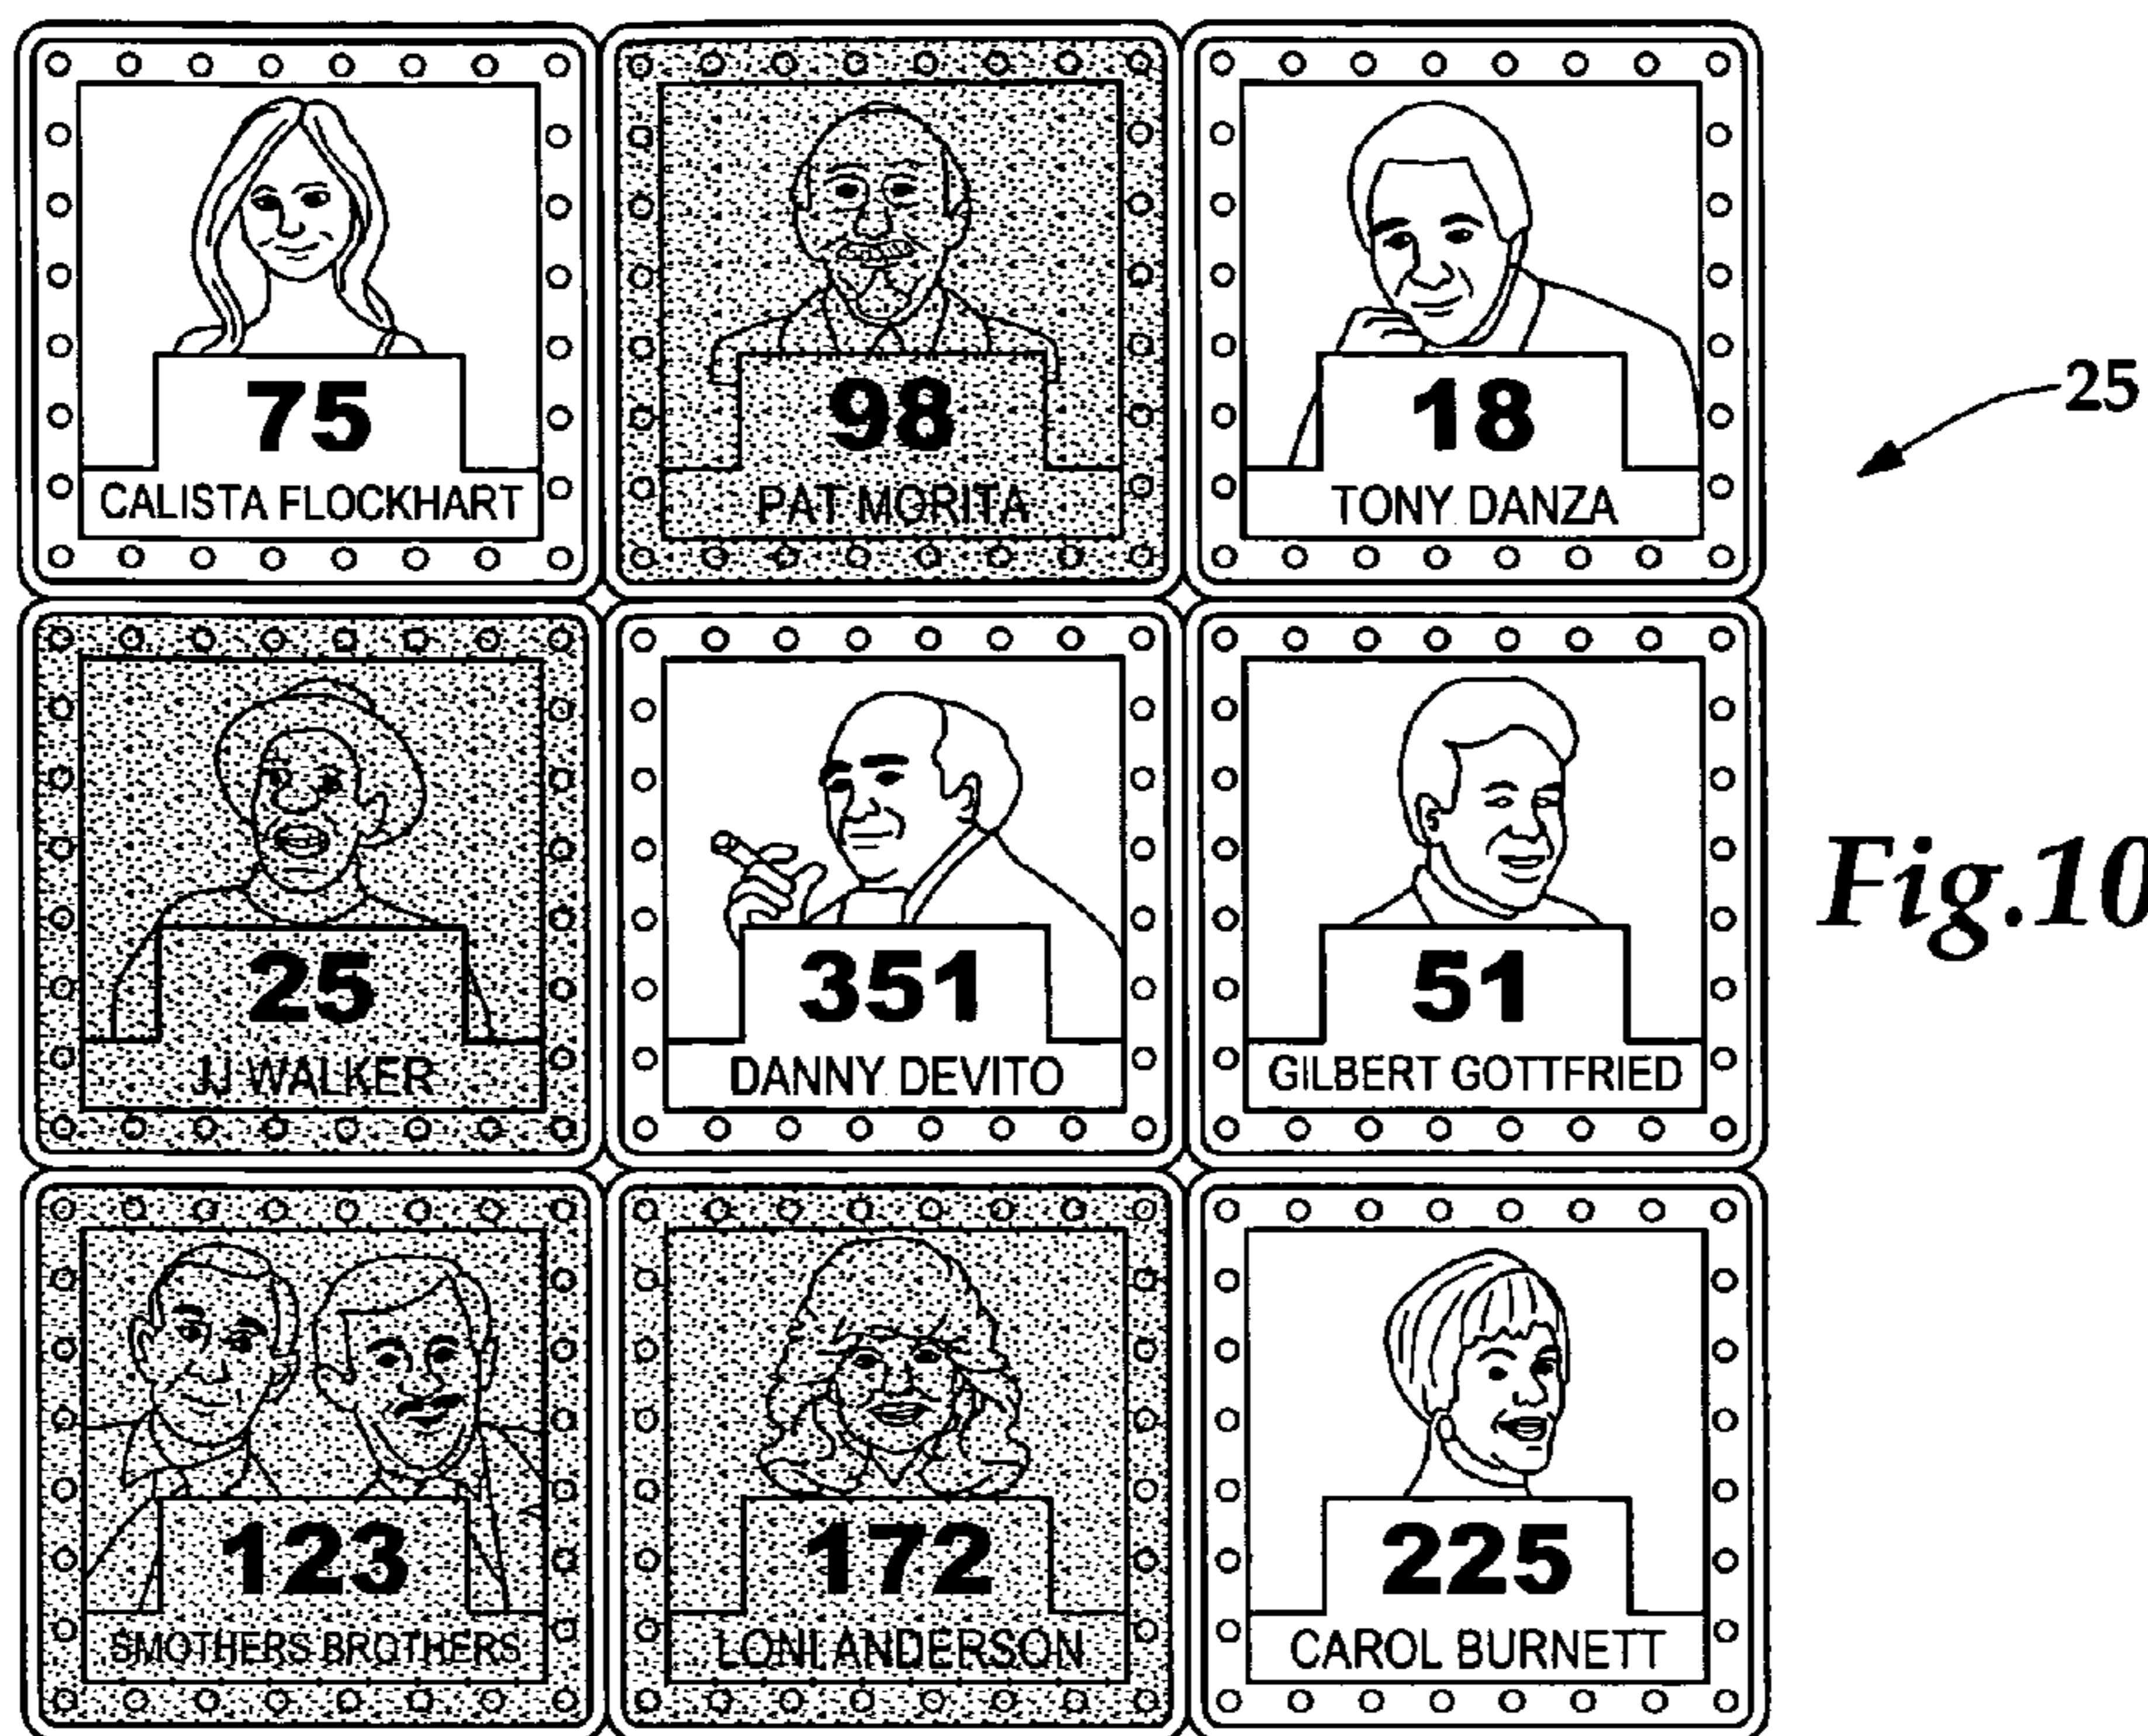 75
CALISTA FLOCKHART
98
PAT MORITA
18
TONY DANZA
25
25
JJ WALKER
351
DANNY DEVITO
51
GILBERT GOTTFRIED
Fig.10
123
SMOTHERS BROTHERS
172
LONI ANDERSON
225
CAROL BURNETT